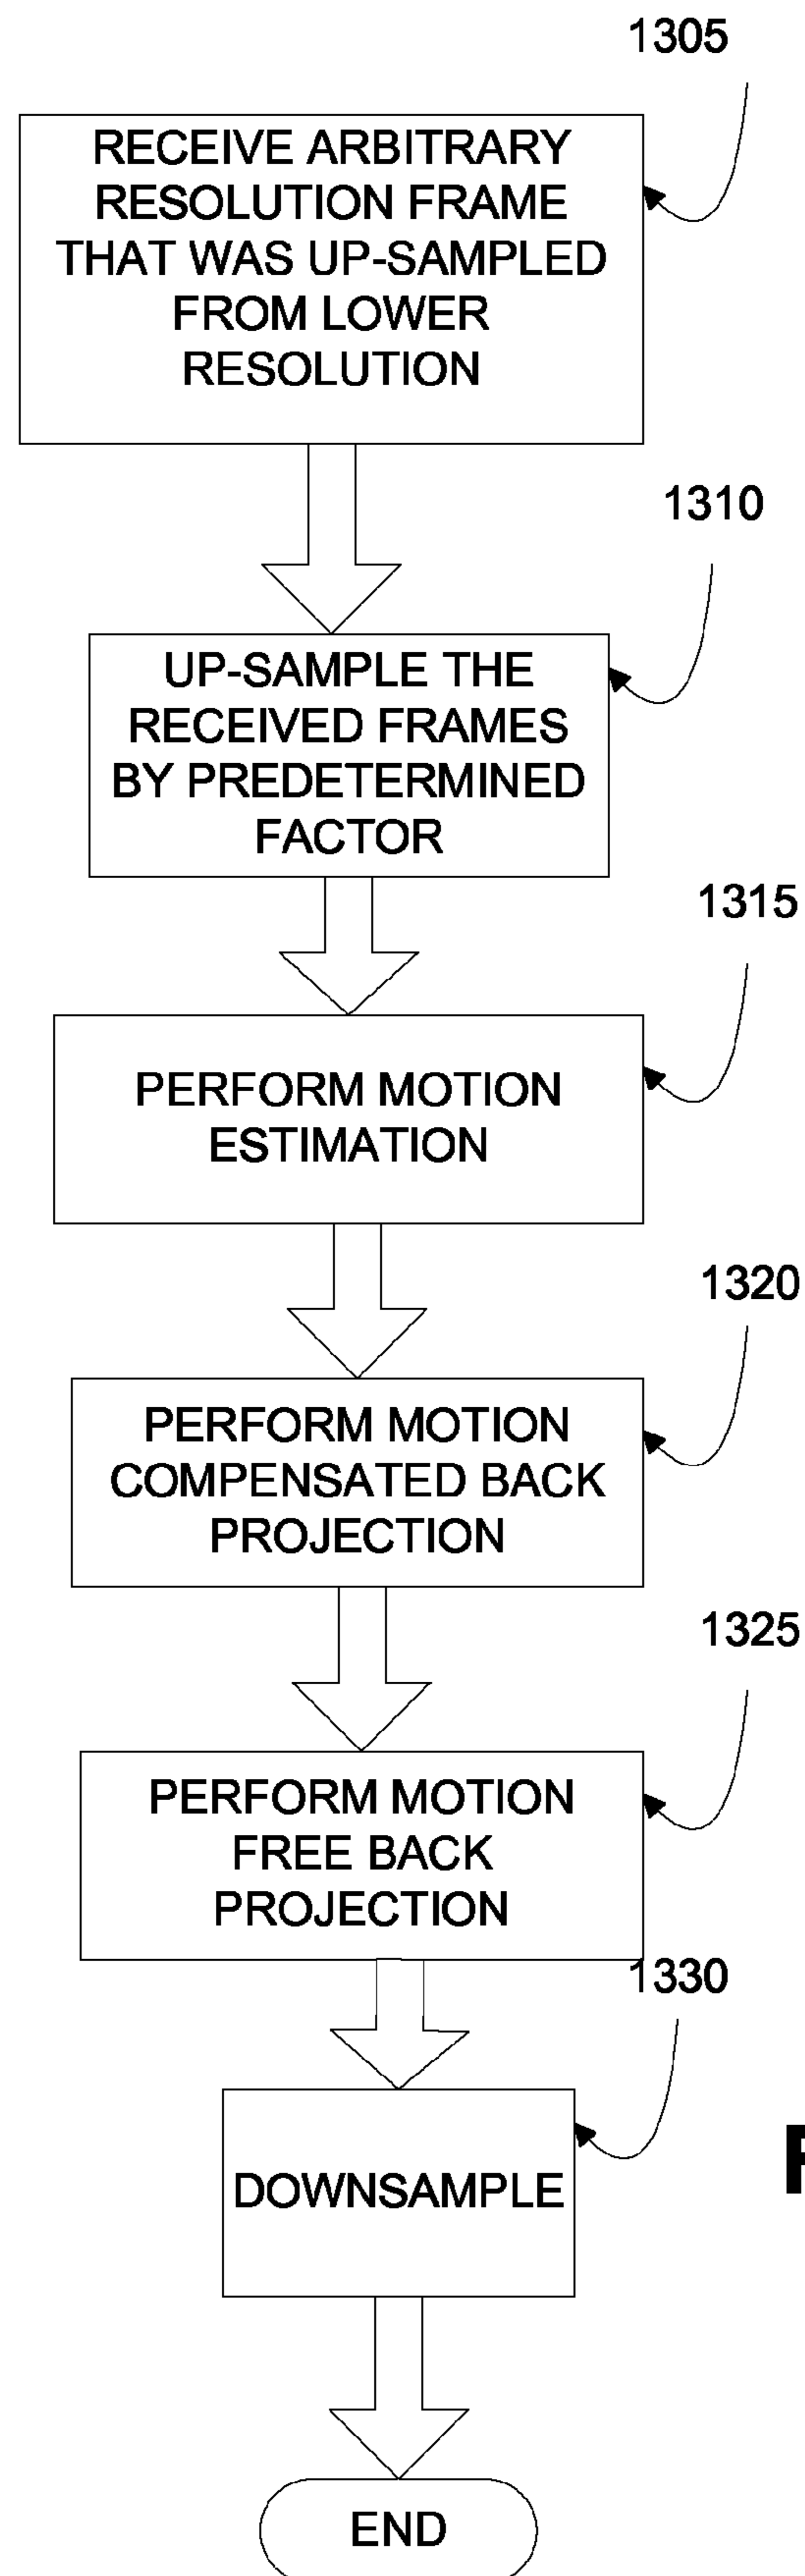 1305
RECEIVE ARBITRARY
RESOLUTION FRAME
THAT WAS UP-SAMPLED
FROM LOWER
RESOLUTION
1310
UP-SAMPLE THE
RECEIVED FRAMES
BY PREDETERMINED
FACTOR
1315
PERFORM MOTION
ESTIMATION
1320
PERFORM MOTION
COMPENSATED BACK
PROJECTION
1325
PERFORM MOTION
FREE BACK
PROJECTION
1330
DOWNSAMPLE
END